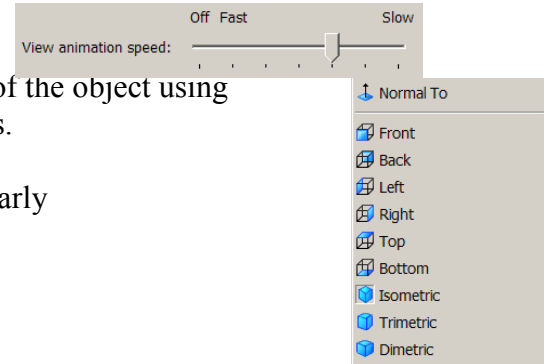 Off Fast Slow
View animation speed:
of the object using
s.
arly
Normal To
Front
Back
Left
Right
Top
Bottom
Isometric
Trimetric
Dimetric